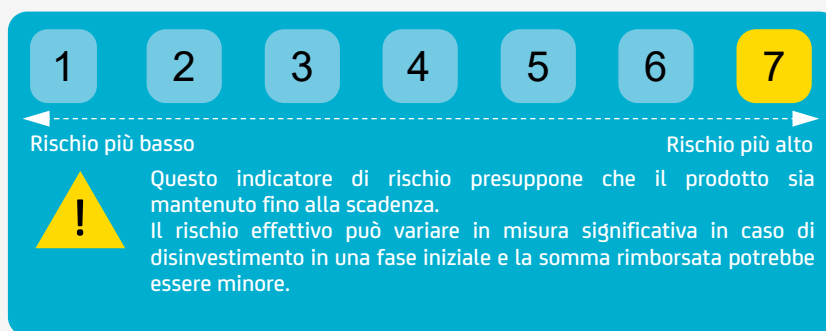 1 2 3 4 5 6 7
Rischio più basso Rischio più alto
Questo indicatore di rischio presuppone che il prodotto sia
mantenuto fino alla scadenza.
!
Il rischio effettivo può variare in misura significativa in caso di
disinvestimento in una fase iniziale e la somma rimborsata potrebbe
essere minore.